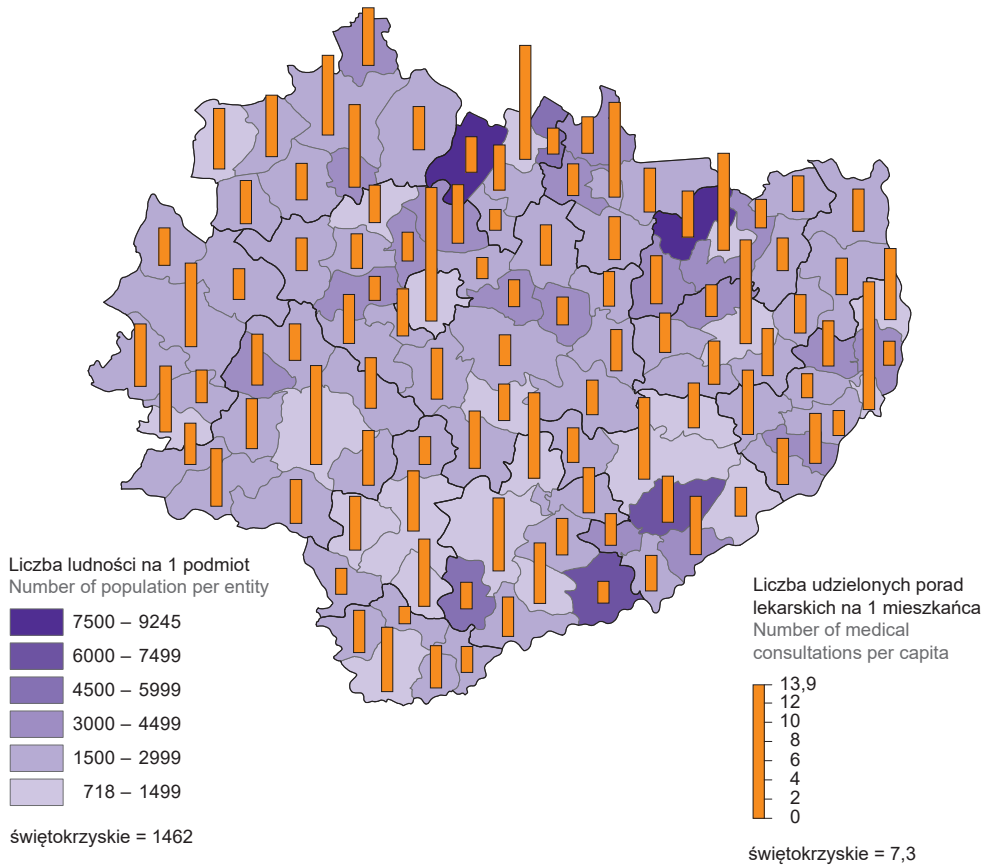 Liczba ludności na 1 podmiot
Number of population per entity
7500 – 9245
6000 – 7499
4500 – 5999
3000 – 4499
1500 – 2999
718 – 1499
świętokrzyskie = 1462
Liczba udzielonych porad
lekarskich na 1 mieszkańca
Number of medical
consultations per capita
13,9
12
10
8
6
4
2
0
świętokrzyskie = 7,3